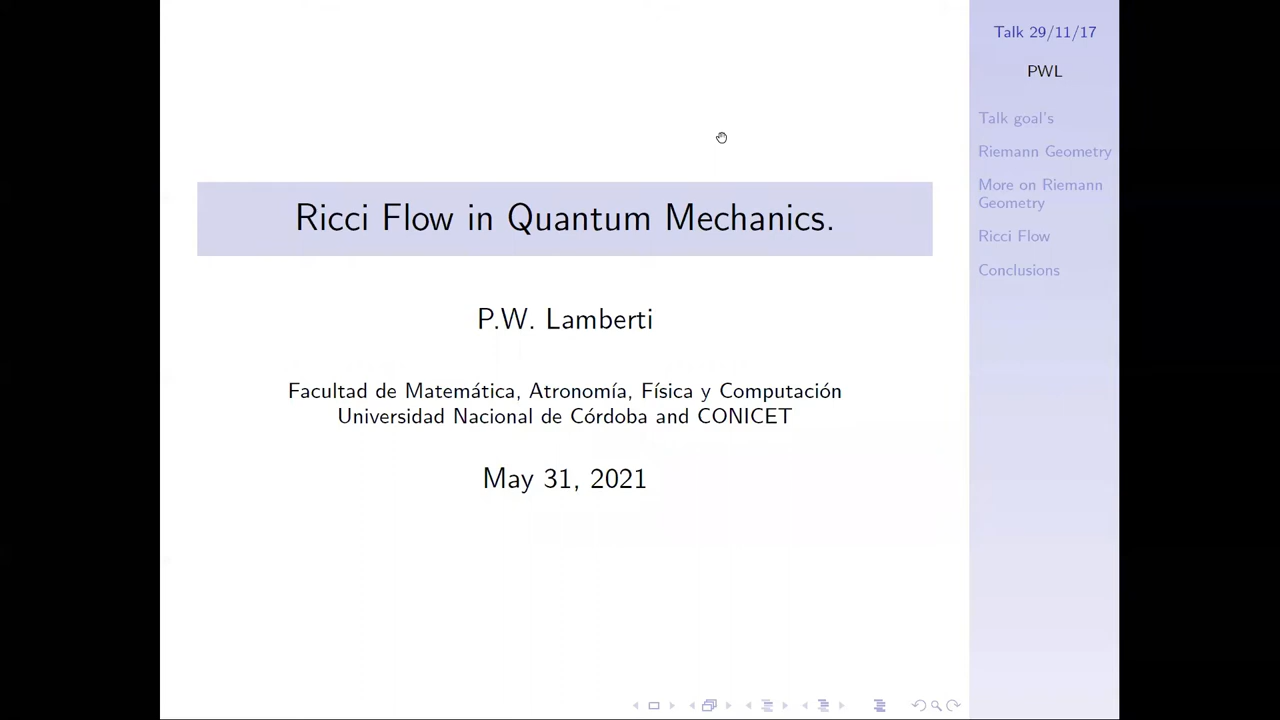 Ricci Flow in Quantum Mechanics.
P.W. Lamberti
Facultad de Matemática, Atronomía, Física y Computación
Universidad Nacional de Córdoba and CONICET
May 31, 2021
Talk 29/11/17
PWL
Talk goal's
Riemann Geometry
More on Riemann
Geometry
Ricci Flow
Conclusions